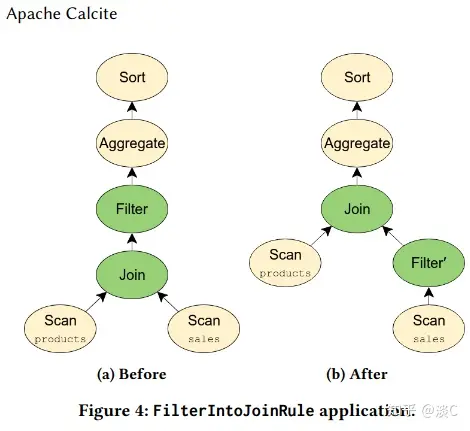 Apache Calcite
Sort
Aggregate
Filter
Join
Scan
products
Scan
sales
(a) Before
Sort
Aggregate
Join
Scan
products
Filter′
Scan
sales
(b) After
Figure 4: FilterIntoJoinRule application.
知乎 @淡C